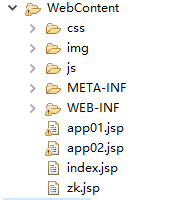 WebContent
css
img
js
META-INF
WEB-INF
app01.jsp
app02.jsp
index.jsp
zk.jsp